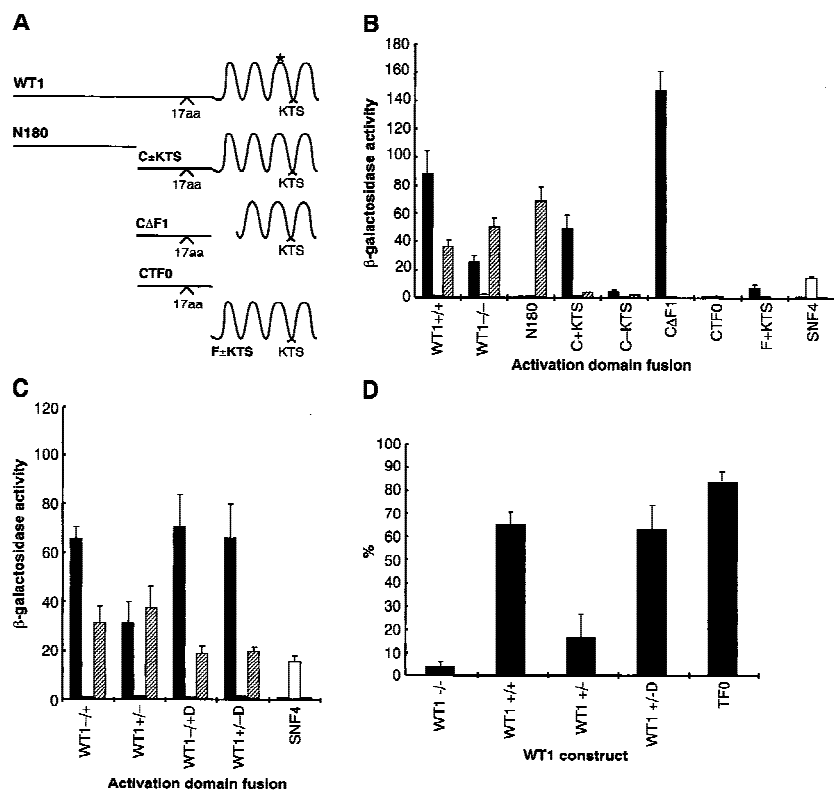 A
WT1
17aa
KTS
N180
C±KTS
17aa
KTS
CΔF1
17aa
KTS
CTF0
17aa
F±KTS
KTS
B
β-galactosidase activity
180
160
140
120
100
80
60
40
20
0
WT1+/+
WT1−/−
N180
C+KTS
C−KTS
CΔF1
CTF0
F+KTS
SNF4
Activation domain fusion
C
β-galactosidase activity
120
100
80
60
40
20
0
WT1−/+
WT1+/−
WT1−/+D
WT1+/−D
SNF4
Activation domain fusion
D
%
100
90
80
70
60
50
40
30
20
10
0
WT1 -/-
WT1 +/+
WT1 +/-
WT1 +/-D
TF0
WT1 construct